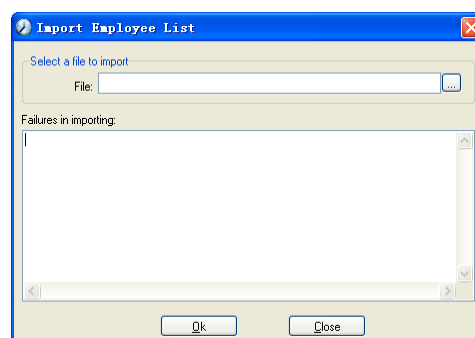 Import Employee List
Select a file to import
File:
...
Failures in importing:
Ok
Close